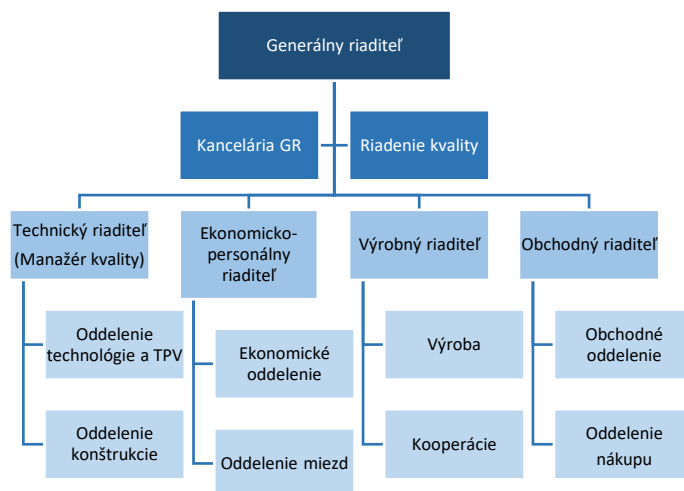 Generálny riaditeľ
Kancelária GR
Riadenie kvality
Technický riaditeľ
(Manažér kvality)
Ekonomicko-
personálny
riaditeľ
Výrobný riaditeľ
Obchodný riaditeľ
Oddelenie
technológie a TPV
Ekonomické
oddelenie
Výroba
Obchodné
oddelenie
Oddelenie
konštrukcie
Oddelenie miezd
Kooperácie
Oddelenie
nákupu